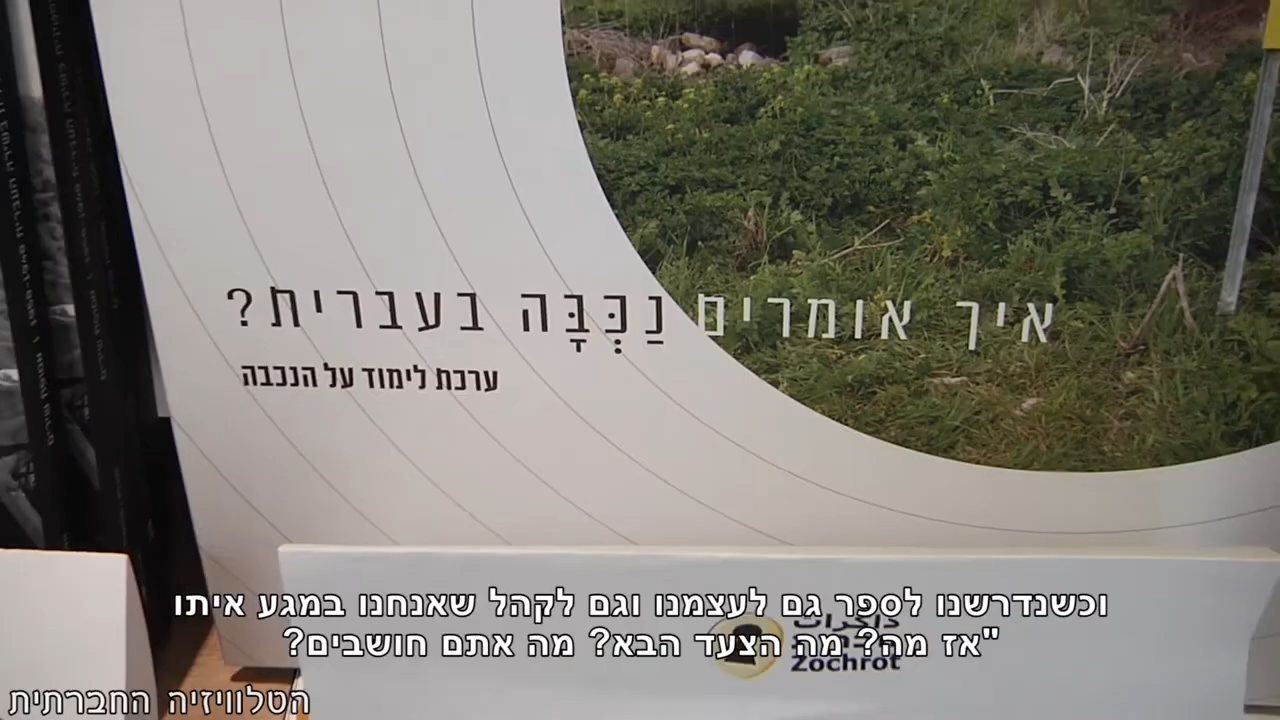 איך אומרים נַכְּבָּה בעברית?
ערכת לימוד על הנכבה
וכשנדרשנו לספר גם לעצמנו וגם לקהל שאנחנו במגע איתו
"אז מה? מה הצעד הבא? מה אתם חושבים?
Zochrot
הטלוויזיה החברתית